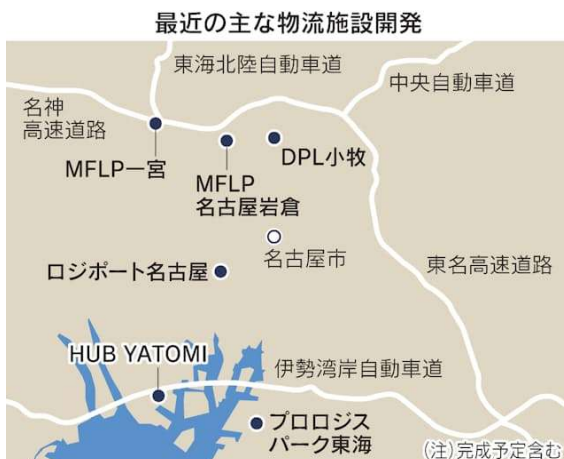 最近の主な物流施設開発
東海北陸自動車道
中央自動車道
名神
高速道路
MFLP一宮
DPL小牧
MFLP
名古屋岩倉
名古屋市
ロジポート名古屋
東名高速道路
HUB YATOMI
伊勢湾岸自動車道
プロロジス
パーク東海
(注)完成予定含む